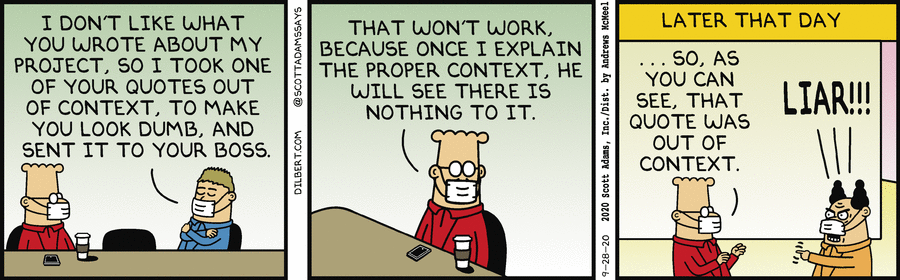 I DON'T LIKE WHAT
YOU WROTE ABOUT MY
PROJECT, SO I TOOK ONE
OF YOUR QUOTES OUT
OF CONTEXT, TO MAKE
YOU LOOK DUMB, AND
SENT IT TO YOUR BOSS.
DILBERT.COM @SCOTTADAMSSAYS
THAT WON'T WORK,
BECAUSE ONCE I EXPLAIN
THE PROPER CONTEXT, HE
WILL SEE THERE IS
NOTHING TO IT.
9-28-20 2020 Scott Adams, Inc./Dist. by Andrews McMeel
LATER THAT DAY
...SO, AS
YOU CAN
SEE, THAT
QUOTE WAS
OUT OF
CONTEXT.
LIAR!!!